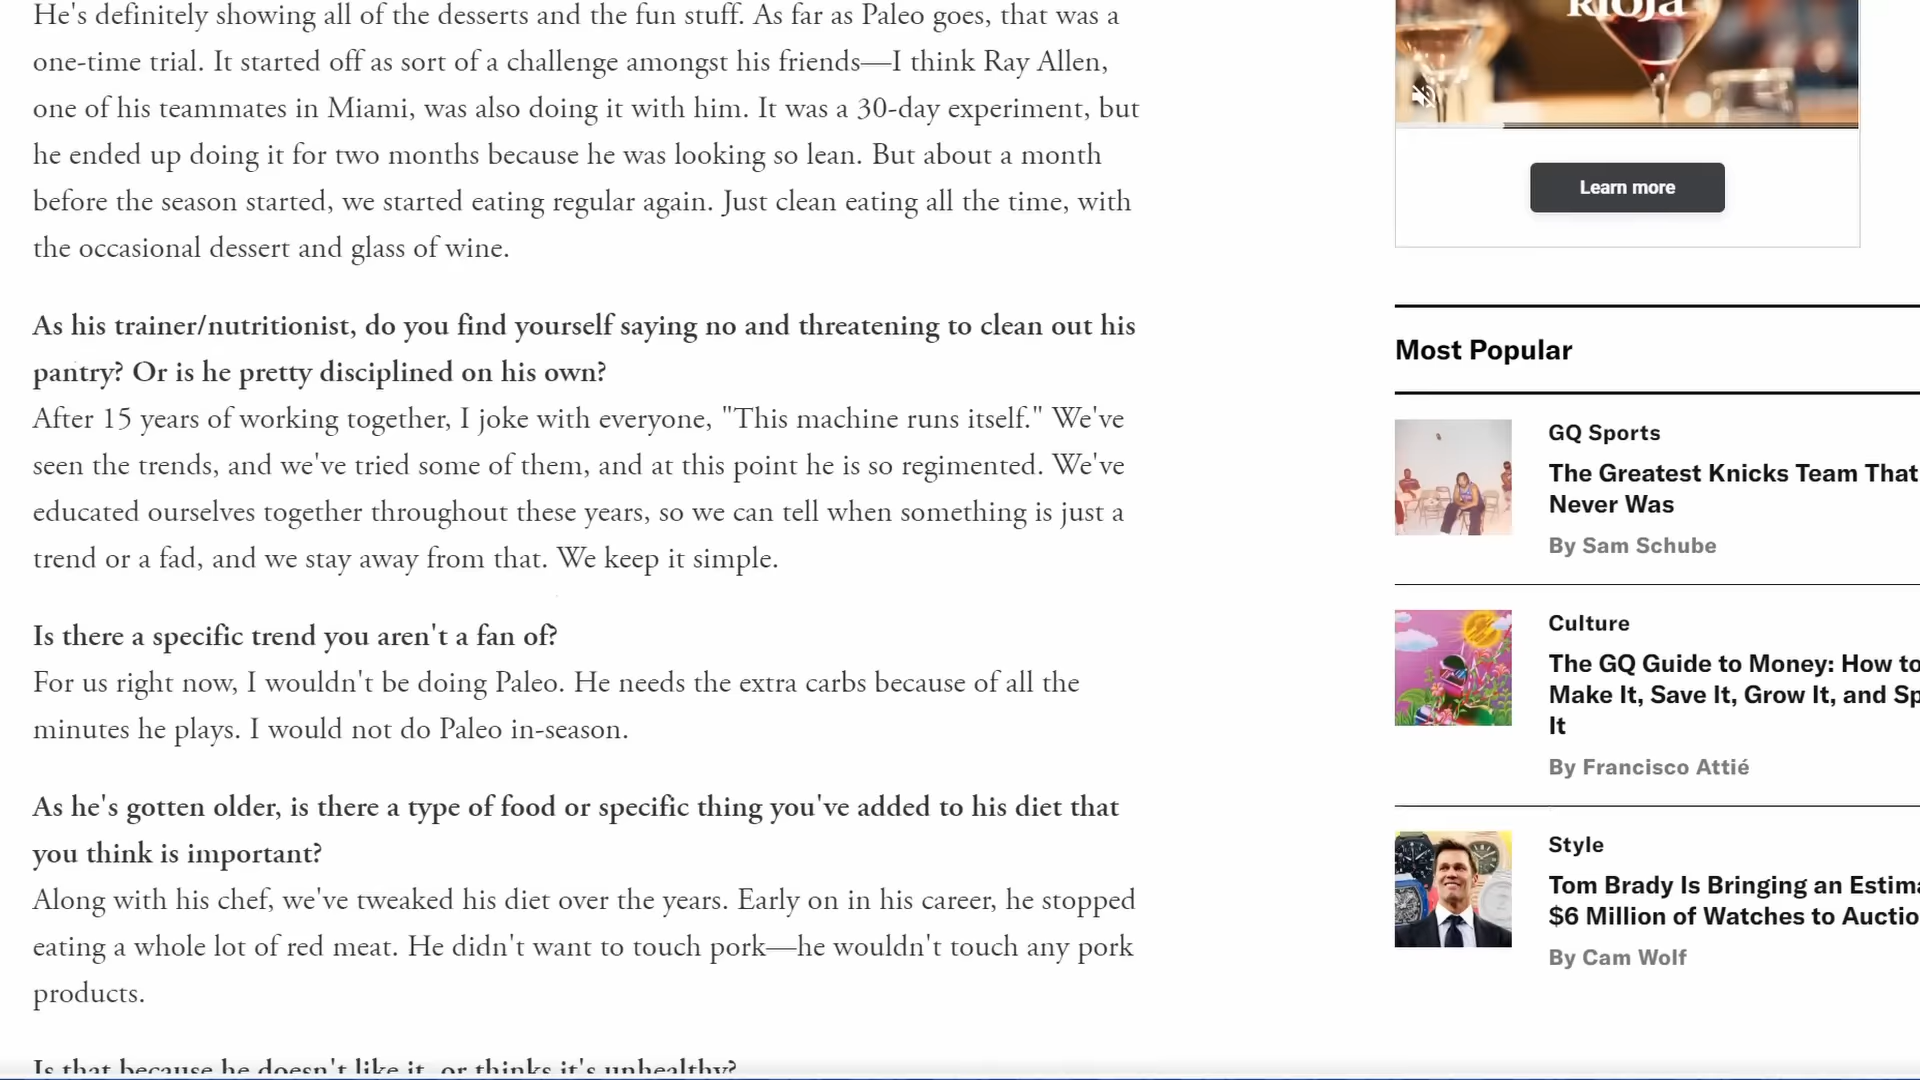 He's definitely showing all of the desserts and the fun stuff. As far as Paleo goes, that was a
one-time trial. It started off as sort of a challenge amongst his friends—I think Ray Allen,
one of his teammates in Miami, was also doing it with him. It was a 30-day experiment, but
he ended up doing it for two months because he was looking so lean. But about a month
before the season started, we started eating regular again. Just clean eating all the time, with
the occasional dessert and glass of wine.
As his trainer/nutritionist, do you find yourself saying no and threatening to clean out his
pantry? Or is he pretty disciplined on his own?
After 15 years of working together, I joke with everyone, "This machine runs itself." We've
seen the trends, and we've tried some of them, and at this point he is so regimented. We've
educated ourselves together throughout these years, so we can tell when something is just a
trend or a fad, and we stay away from that. We keep it simple.
Is there a specific trend you aren't a fan of?
For us right now, I wouldn't be doing Paleo. He needs the extra carbs because of all the
minutes he plays. I would not do Paleo in-season.
As he's gotten older, is there a type of food or specific thing you've added to his diet that
you think is important?
Along with his chef, we've tweaked his diet over the years. Early on in his career, he stopped
eating a whole lot of red meat. He didn't want to touch pork—he wouldn't touch any pork
products.
Is that because he doesn't like it, or thinks it's unhealthy?
Rioja
Learn more
Most Popular
GQ Sports
The Greatest Knicks Team That
Never Was
By Sam Schube
Culture
The GQ Guide to Money: How to
Make It, Save It, Grow It, and Sp
It
By Francisco Attié
Style
Tom Brady Is Bringing an Estima
$6 Million of Watches to Auctio
By Cam Wolf